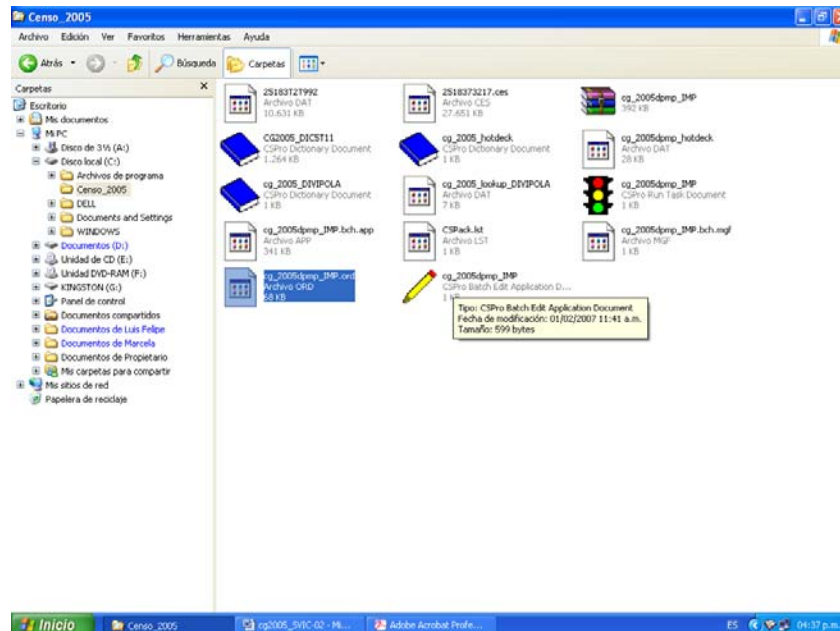 Censo_2005
Archivo Edición Ver Favoritos Herramientas Ayuda
Atrás Búsqueda Carpetas
Carpetas
Escritorio
Mis documentos
Mi PC
Disco de 3½ (A:)
Disco local (C:)
Archivos de programa
Censo_2005
DELL
Documents and Settings
WINDOWS
Documentos (D:)
Unidad de CD (E:)
Unidad DVD-RAM (F:)
KINGSTON (G:)
Panel de control
Documentos compartidos
Documentos de Luis Felipe
Documentos de Marcela
Documentos de Propietario
Mis carpetas para compartir
Mis sitios de red
Papelera de reciclaje
25183T2T992
Archivo DAT
10.631 KB
2518373217.ces
Archivo CES
27.651 KB
cg_2005dpmp_IMP
392 KB
CG2005_DICST11
CSPro Dictionary Document
1.264 KB
cg_2005_hotdeck
CSPro Dictionary Document
1 KB
cg_2005dpmp_hotdeck
Archivo DAT
28 KB
cg_2005_DIVIPOLA
CSPro Dictionary Document
1 KB
cg_2005_lookup_DIVIPOLA
Archivo DAT
7 KB
cg_2005dpmp_IMP
CSPro Run Task Document
1 KB
cg_2005dpmp_IMP.bch.app
Archivo APP
341 KB
CSPack.lst
Archivo LST
1 KB
cg_2005dpmp_IMP.bch.mgf
Archivo MGF
1 KB
cg_2005dpmp_IMP.ord
Archivo ORD
68 KB
cg_2005dpmp_IMP
CSPro Batch Edit Application D...
1 KB
Tipo: CSPro Batch Edit Application Document
Fecha de modificación: 01/02/2007 11:41 a.m.
Tamaño: 599 bytes
Inicio
Censo_2005
cg2005_SVIC-02 - Mi...
Adobe Acrobat Profe...
ES
04:37 p.m.